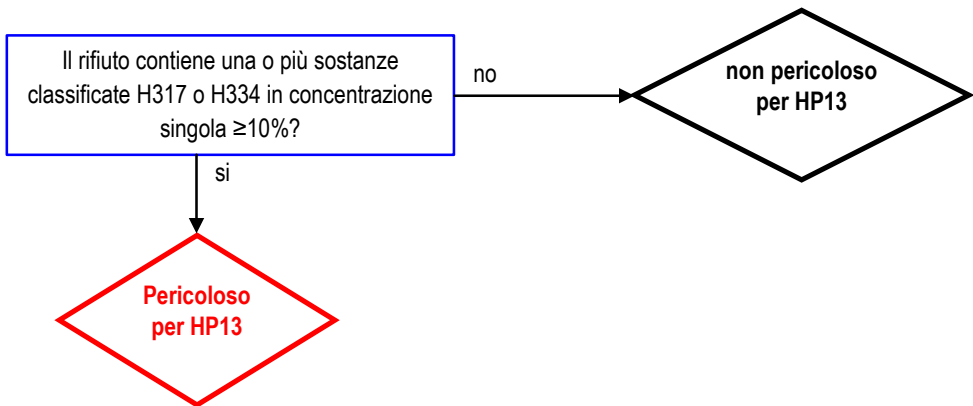 Il rifiuto contiene una o più sostanze
classificate H317 o H334 in concentrazione
singola ≥10%?
no
non pericoloso
per HP13
si
Pericoloso
per HP13